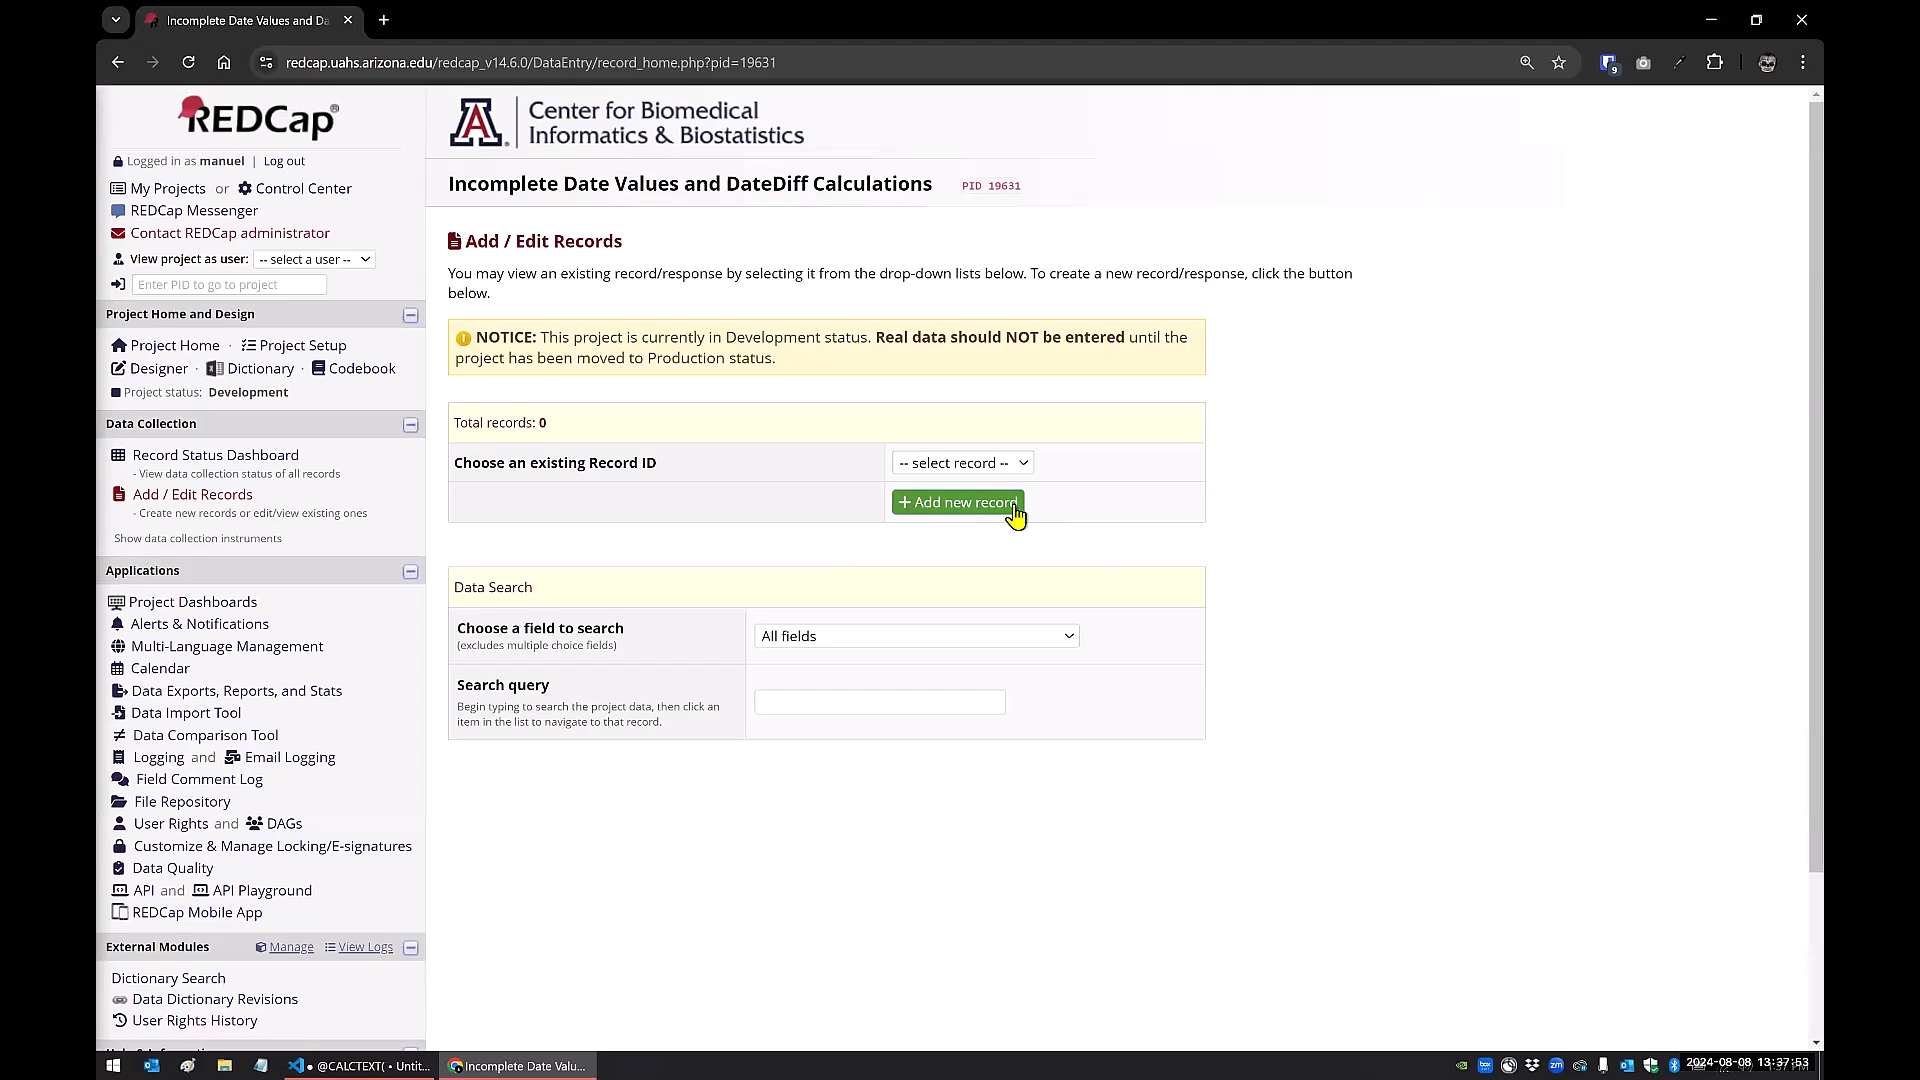 Incomplete Date Values and Da
redcap.uahs.arizona.edu/redcap_v14.6.0/DataEntry/record_home.php?pid=19631
9
REDCap®
Logged in as manuel | Log out
My Projects or Control Center
REDCap Messenger
Contact REDCap administrator
View project as user: -- select a user --
Enter PID to go to project
Project Home and Design
Project Home · Project Setup
Designer · Dictionary · Codebook
Project status: Development
Data Collection
Record Status Dashboard
- View data collection status of all records
Add / Edit Records
- Create new records or edit/view existing ones
Show data collection instruments
Applications
Project Dashboards
Alerts & Notifications
Multi-Language Management
Calendar
Data Exports, Reports, and Stats
Data Import Tool
Data Comparison Tool
Logging and Email Logging
Field Comment Log
File Repository
User Rights and DAGs
Customize & Manage Locking/E-signatures
Data Quality
API and API Playground
REDCap Mobile App
External Modules Manage View Logs
Dictionary Search
Data Dictionary Revisions
User Rights History
A
Center for Biomedical
Informatics & Biostatistics
Incomplete Date Values and DateDiff Calculations PID 19631
Add / Edit Records
You may view an existing record/response by selecting it from the drop-down lists below. To create a new record/response, click the button
below.
NOTICE: This project is currently in Development status. Real data should NOT be entered until the
project has been moved to Production status.
Total records: 0
Choose an existing Record ID -- select record --
+ Add new record
Data Search
Choose a field to search
(excludes multiple choice fields)
All fields
Search query
Begin typing to search the project data, then click an
item in the list to navigate to that record.
@CALCTEXT( • Untit...
Incomplete Date Valu...
2024-08-08 13:37:53